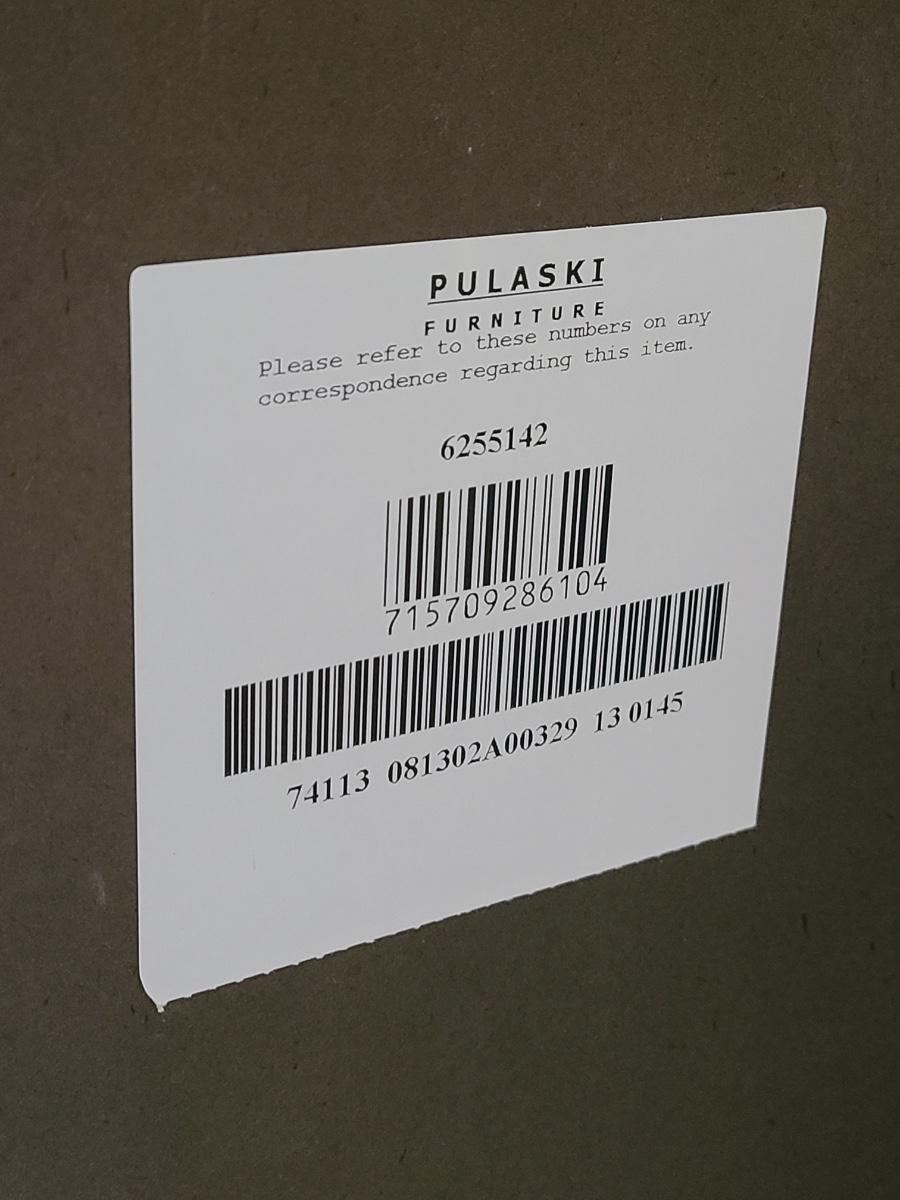 PULASKI
FURNITURE
Please refer to these numbers on any
correspondence regarding this item.
6255142
715709286104
74113 081302A00329 13 0145